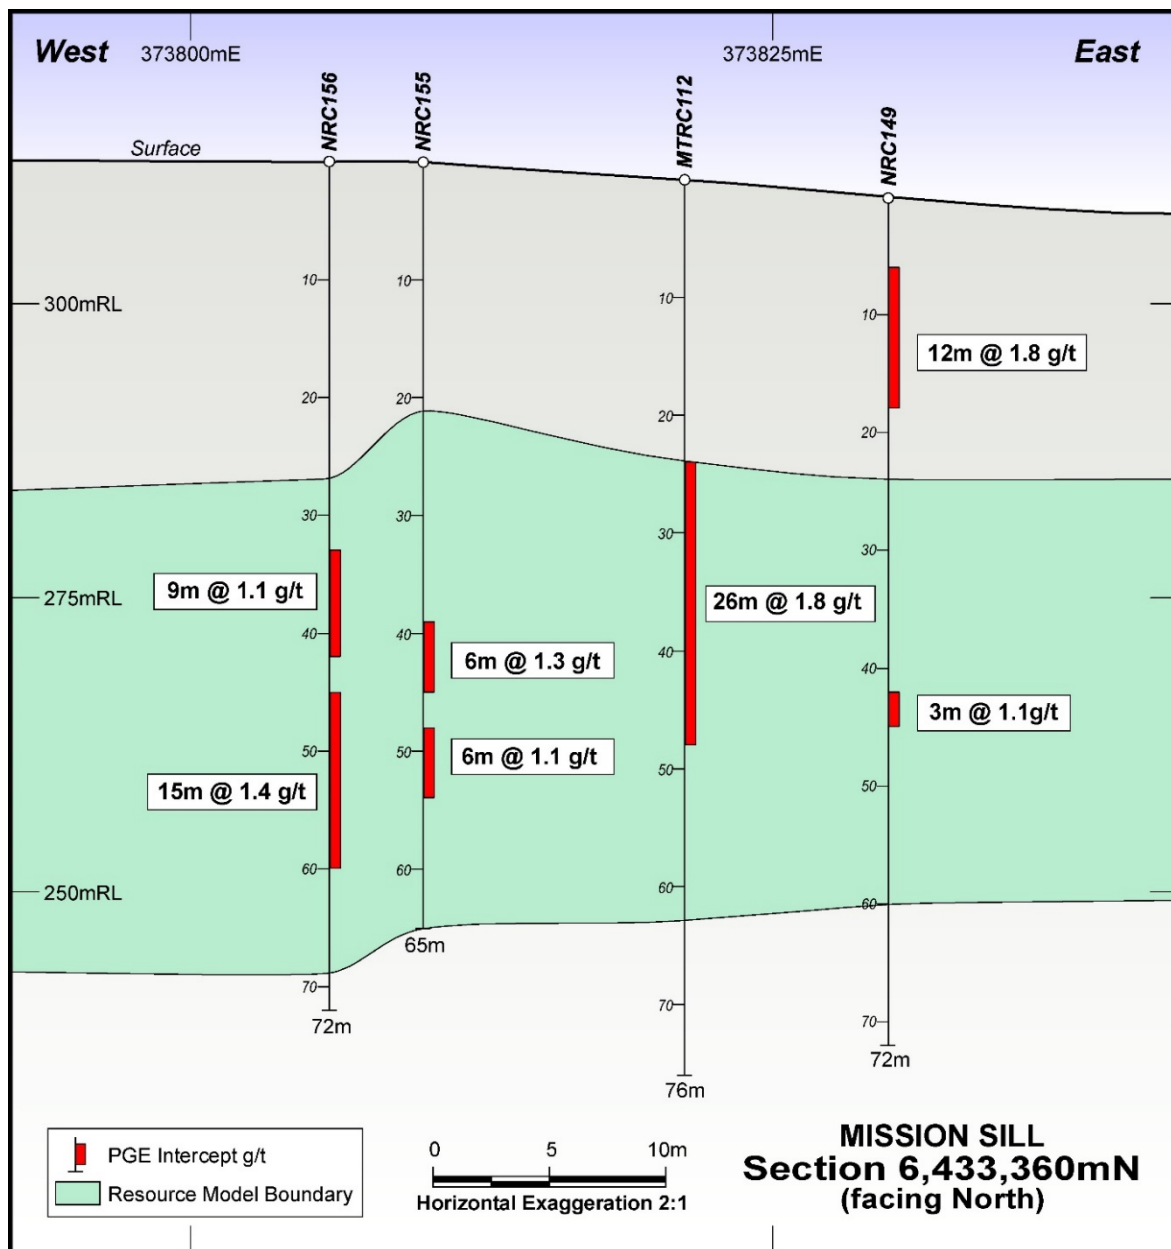 West
373800mE
373825mE
East
NRC156
NRC155
MTRC112
NRC149
Surface
10
10
10
10
300mRL
12m @ 1.8 g/t
20
20
20
20
30
30
30
30
9m @ 1.1 g/t
275mRL
26m @ 1.8 g/t
40
40
40
40
6m @ 1.3 g/t
3m @ 1.1g/t
50
50
50
50
6m @ 1.1 g/t
15m @ 1.4 g/t
60
60
60
60
250mRL
65m
70
70
70
72m
72m
76m
PGE Intercept g/t
Resource Model Boundary
0 5 10m
Horizontal Exaggeration 2:1
MISSION SILL
Section 6,433,360mN
(facing North)